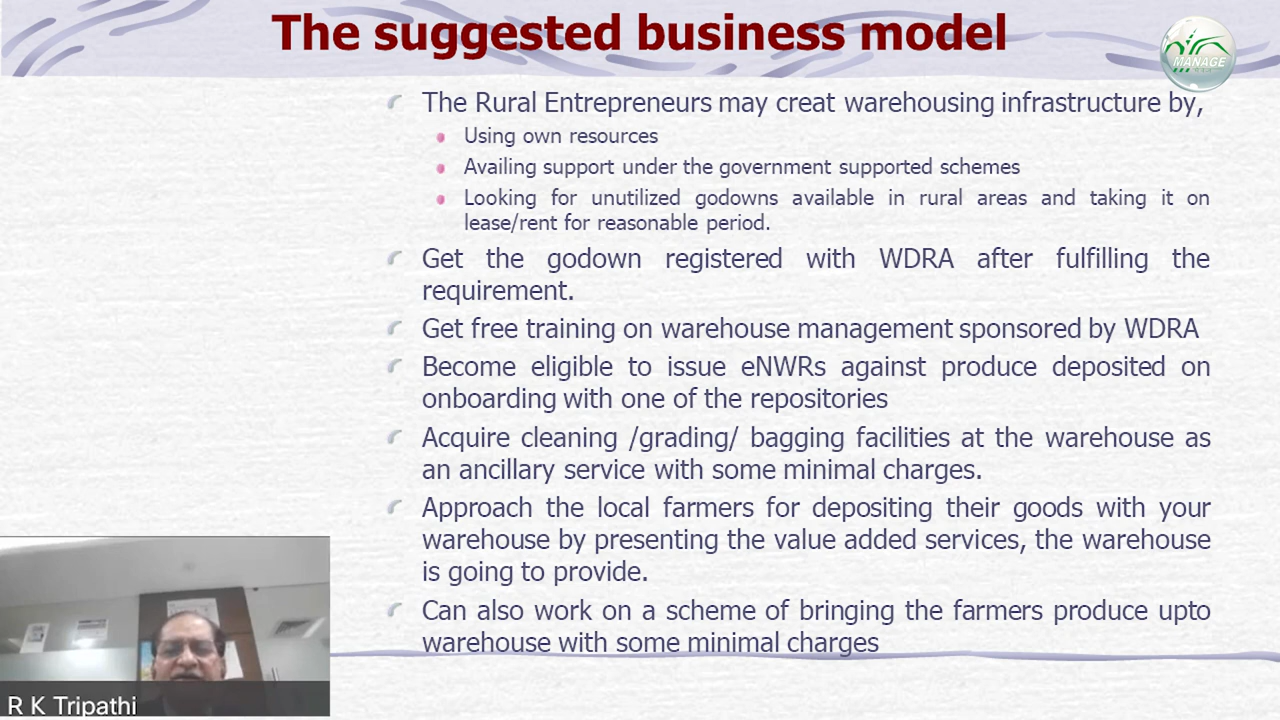 The suggested business model
MANAGE
The Rural Entrepreneurs may creat warehousing infrastructure by,
Using own resources
Availing support under the government supported schemes
Looking for unutilized godowns available in rural areas and taking it on
lease/rent for reasonable period.
Get the godown registered with WDRA after fulfilling the
requirement.
Get free training on warehouse management sponsored by WDRA
Become eligible to issue eNWRs against produce deposited on
onboarding with one of the repositories
Acquire cleaning /grading/ bagging facilities at the warehouse as
an ancillary service with some minimal charges.
Approach the local farmers for depositing their goods with your
warehouse by presenting the value added services, the warehouse
is going to provide.
Can also work on a scheme of bringing the farmers produce upto
warehouse with some minimal charges
R K Tripathi